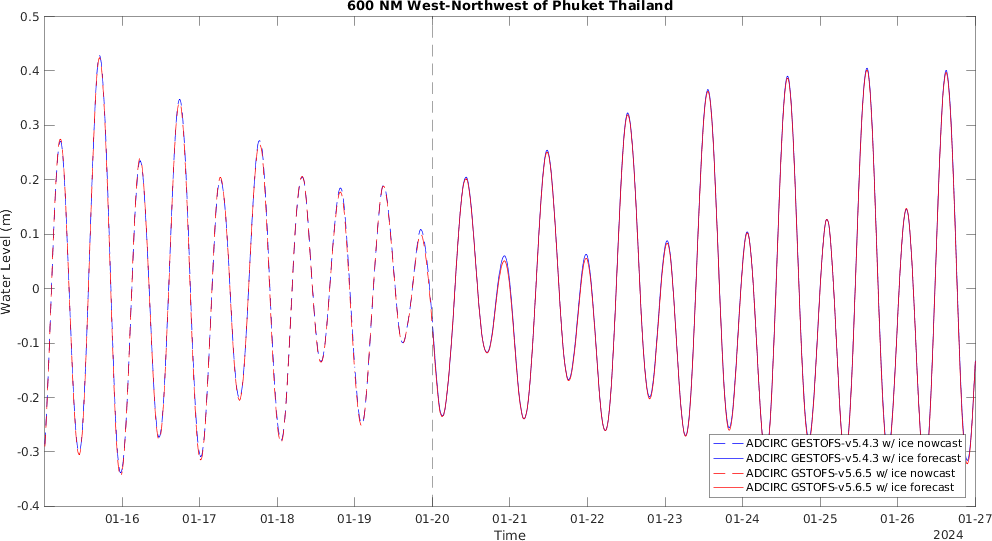 600 NM West-Northwest of Phuket Thailand
0.5
0.4
0.3
0.2
0.1
0
-0.1
-0.2
-0.3
-0.4
Water Level (m)
ADCIRC GESTOFS-v5.4.3 w/ ice nowcast
ADCIRC GESTOFS-v5.4.3 w/ ice forecast
ADCIRC GSTOFS-v5.6.5 w/ ice nowcast
ADCIRC GSTOFS-v5.6.5 w/ ice forecast
01-16 01-17 01-18 01-19 01-20 01-21 01-22 01-23 01-24 01-25 01-26 01-27
Time
2024